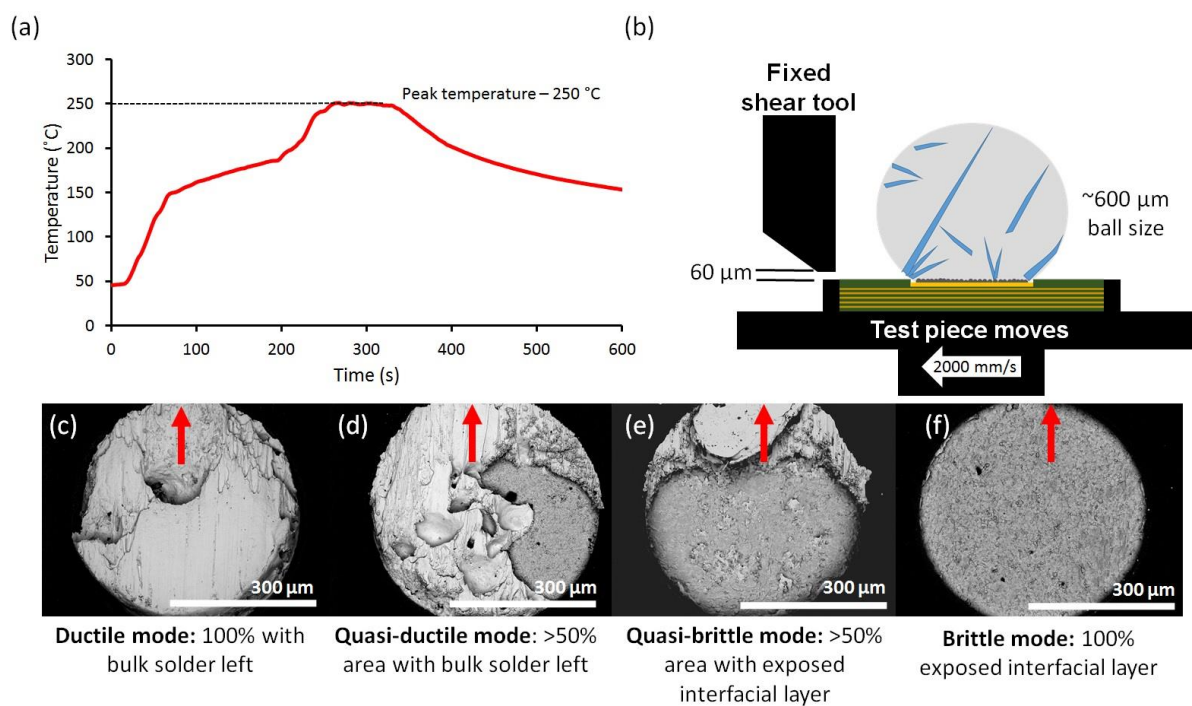 (a)
300
250
200
150
100
50
0
Temperature (°C)
Peak temperature – 250 °C
0 100 200 300 400 500 600
Time (s)
(b)
Fixed
shear tool
~600 µm
ball size
60 µm
Test piece moves
2000 mm/s
(c)
300 µm
(d)
300 µm
(e)
300 µm
(f)
300 µm
Ductile mode: 100% with
bulk solder left
Quasi-ductile mode: >50%
area with bulk solder left
Quasi-brittle mode: >50%
area with exposed
interfacial layer
Brittle mode: 100%
exposed interfacial layer